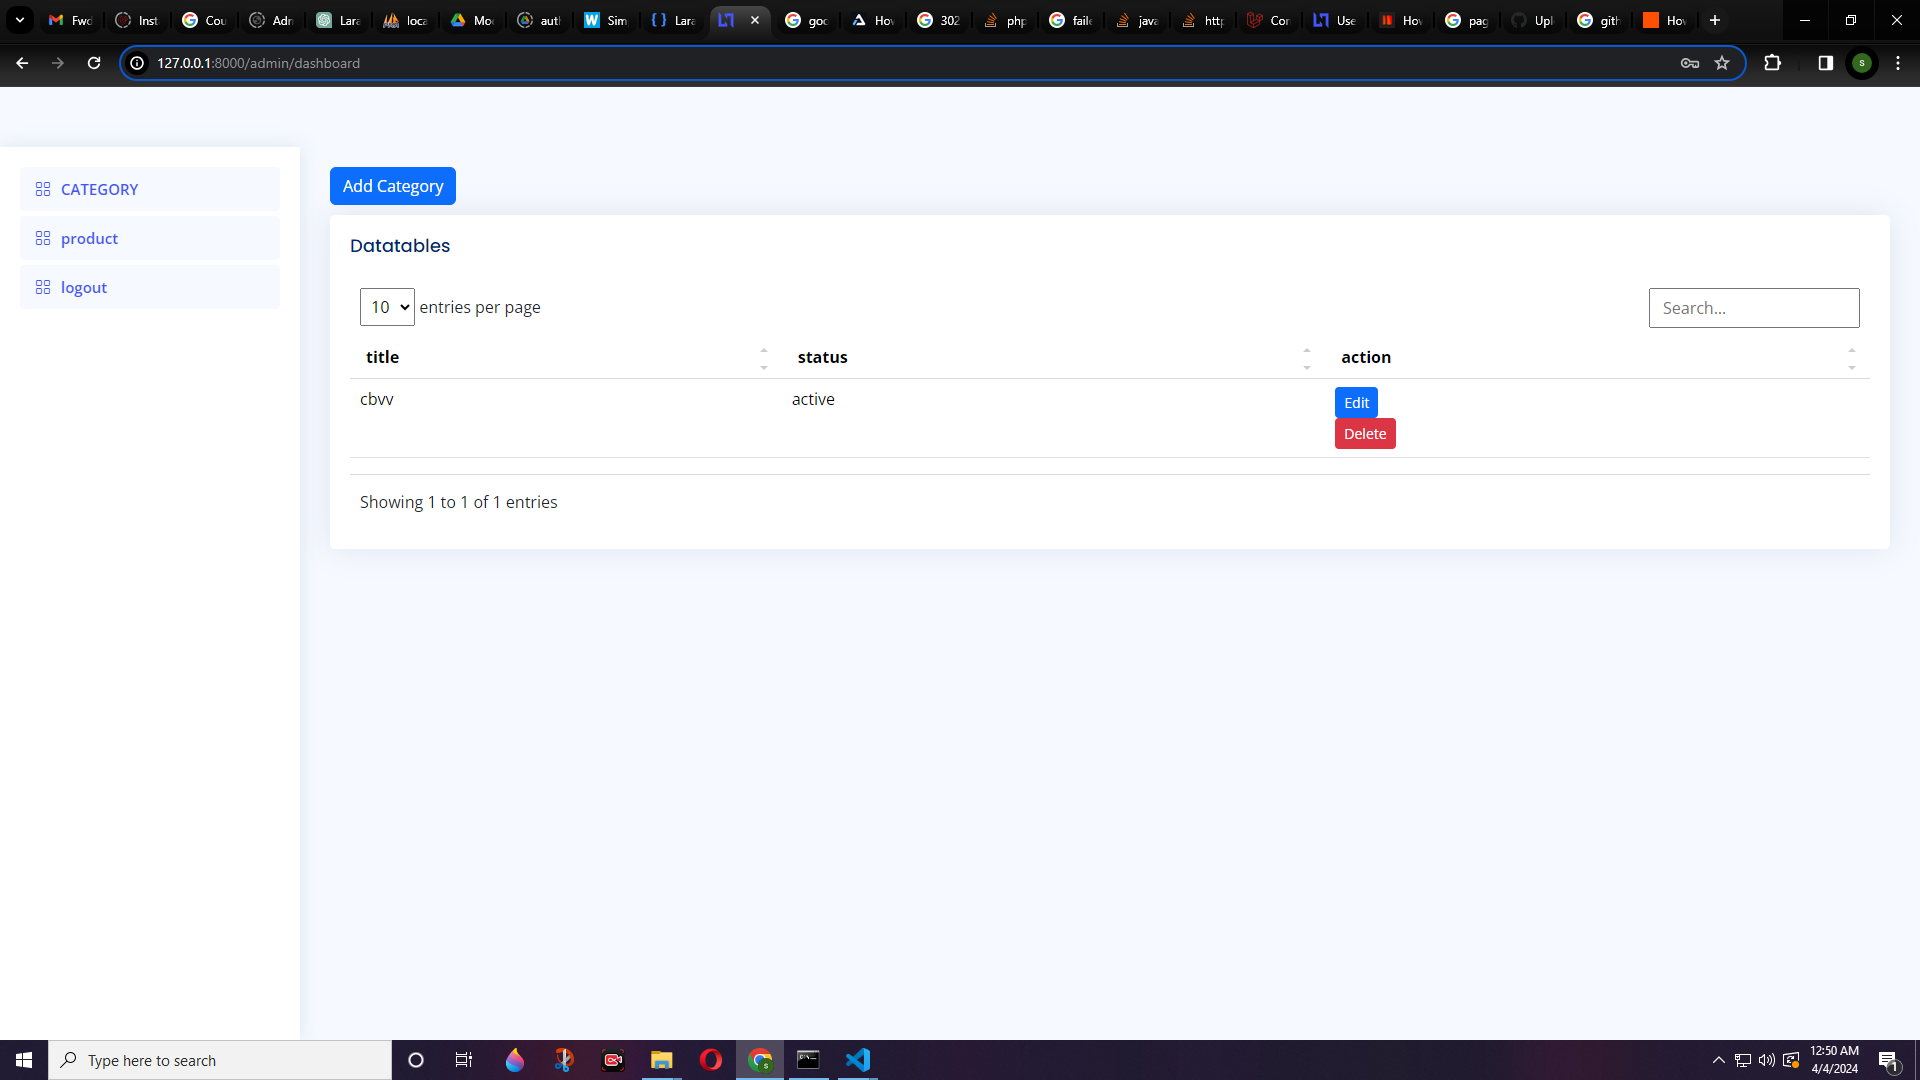 Fwd Inst Cou Adn Lara loca Moc auth Sim Lara goo How 302 php faile java http Cor Use How pag Upl gith How
127.0.0.1:8000/admin/dashboard
S
CATEGORY
product
logout
Add Category
Datatables
10 entries per page
Search...
title status action
cbvv active Edit
Delete
Showing 1 to 1 of 1 entries
Type here to search
12:50 AM
4/4/2024
1